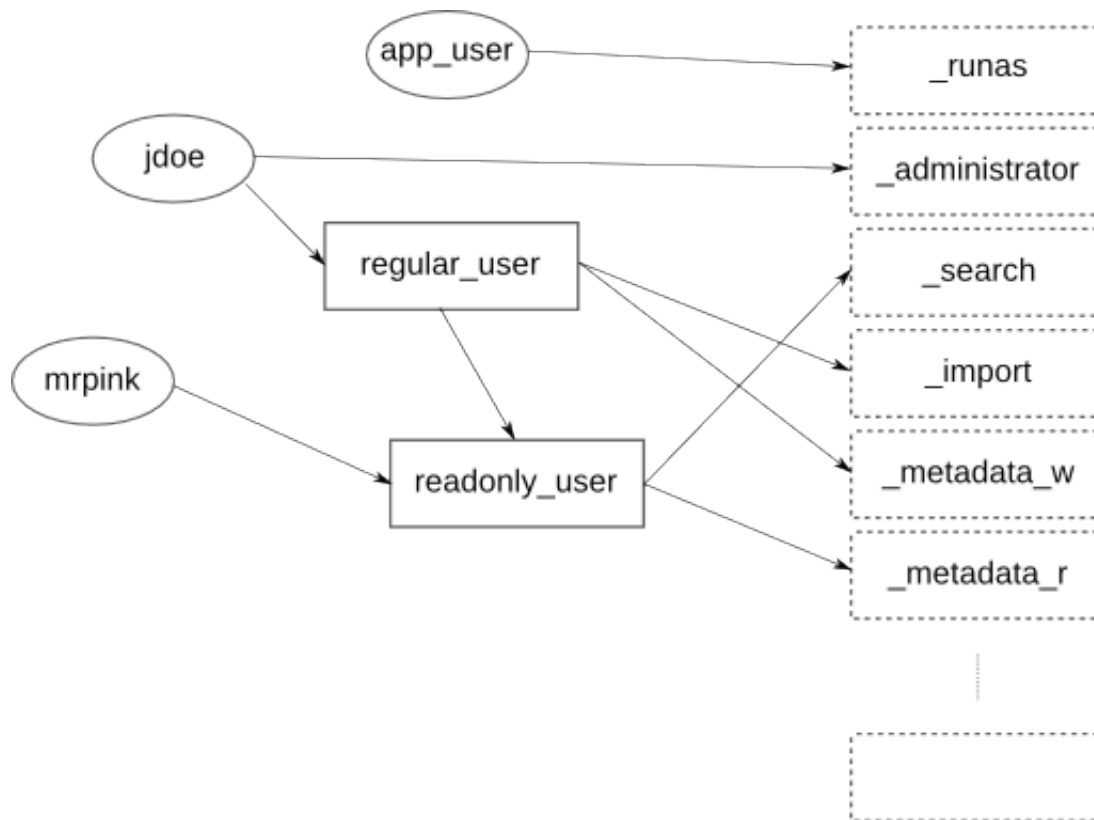 app_user
_runas
jdoe
_administrator
regular_user
_search
mrpink
_import
readonly_user
_metadata_w
_metadata_r